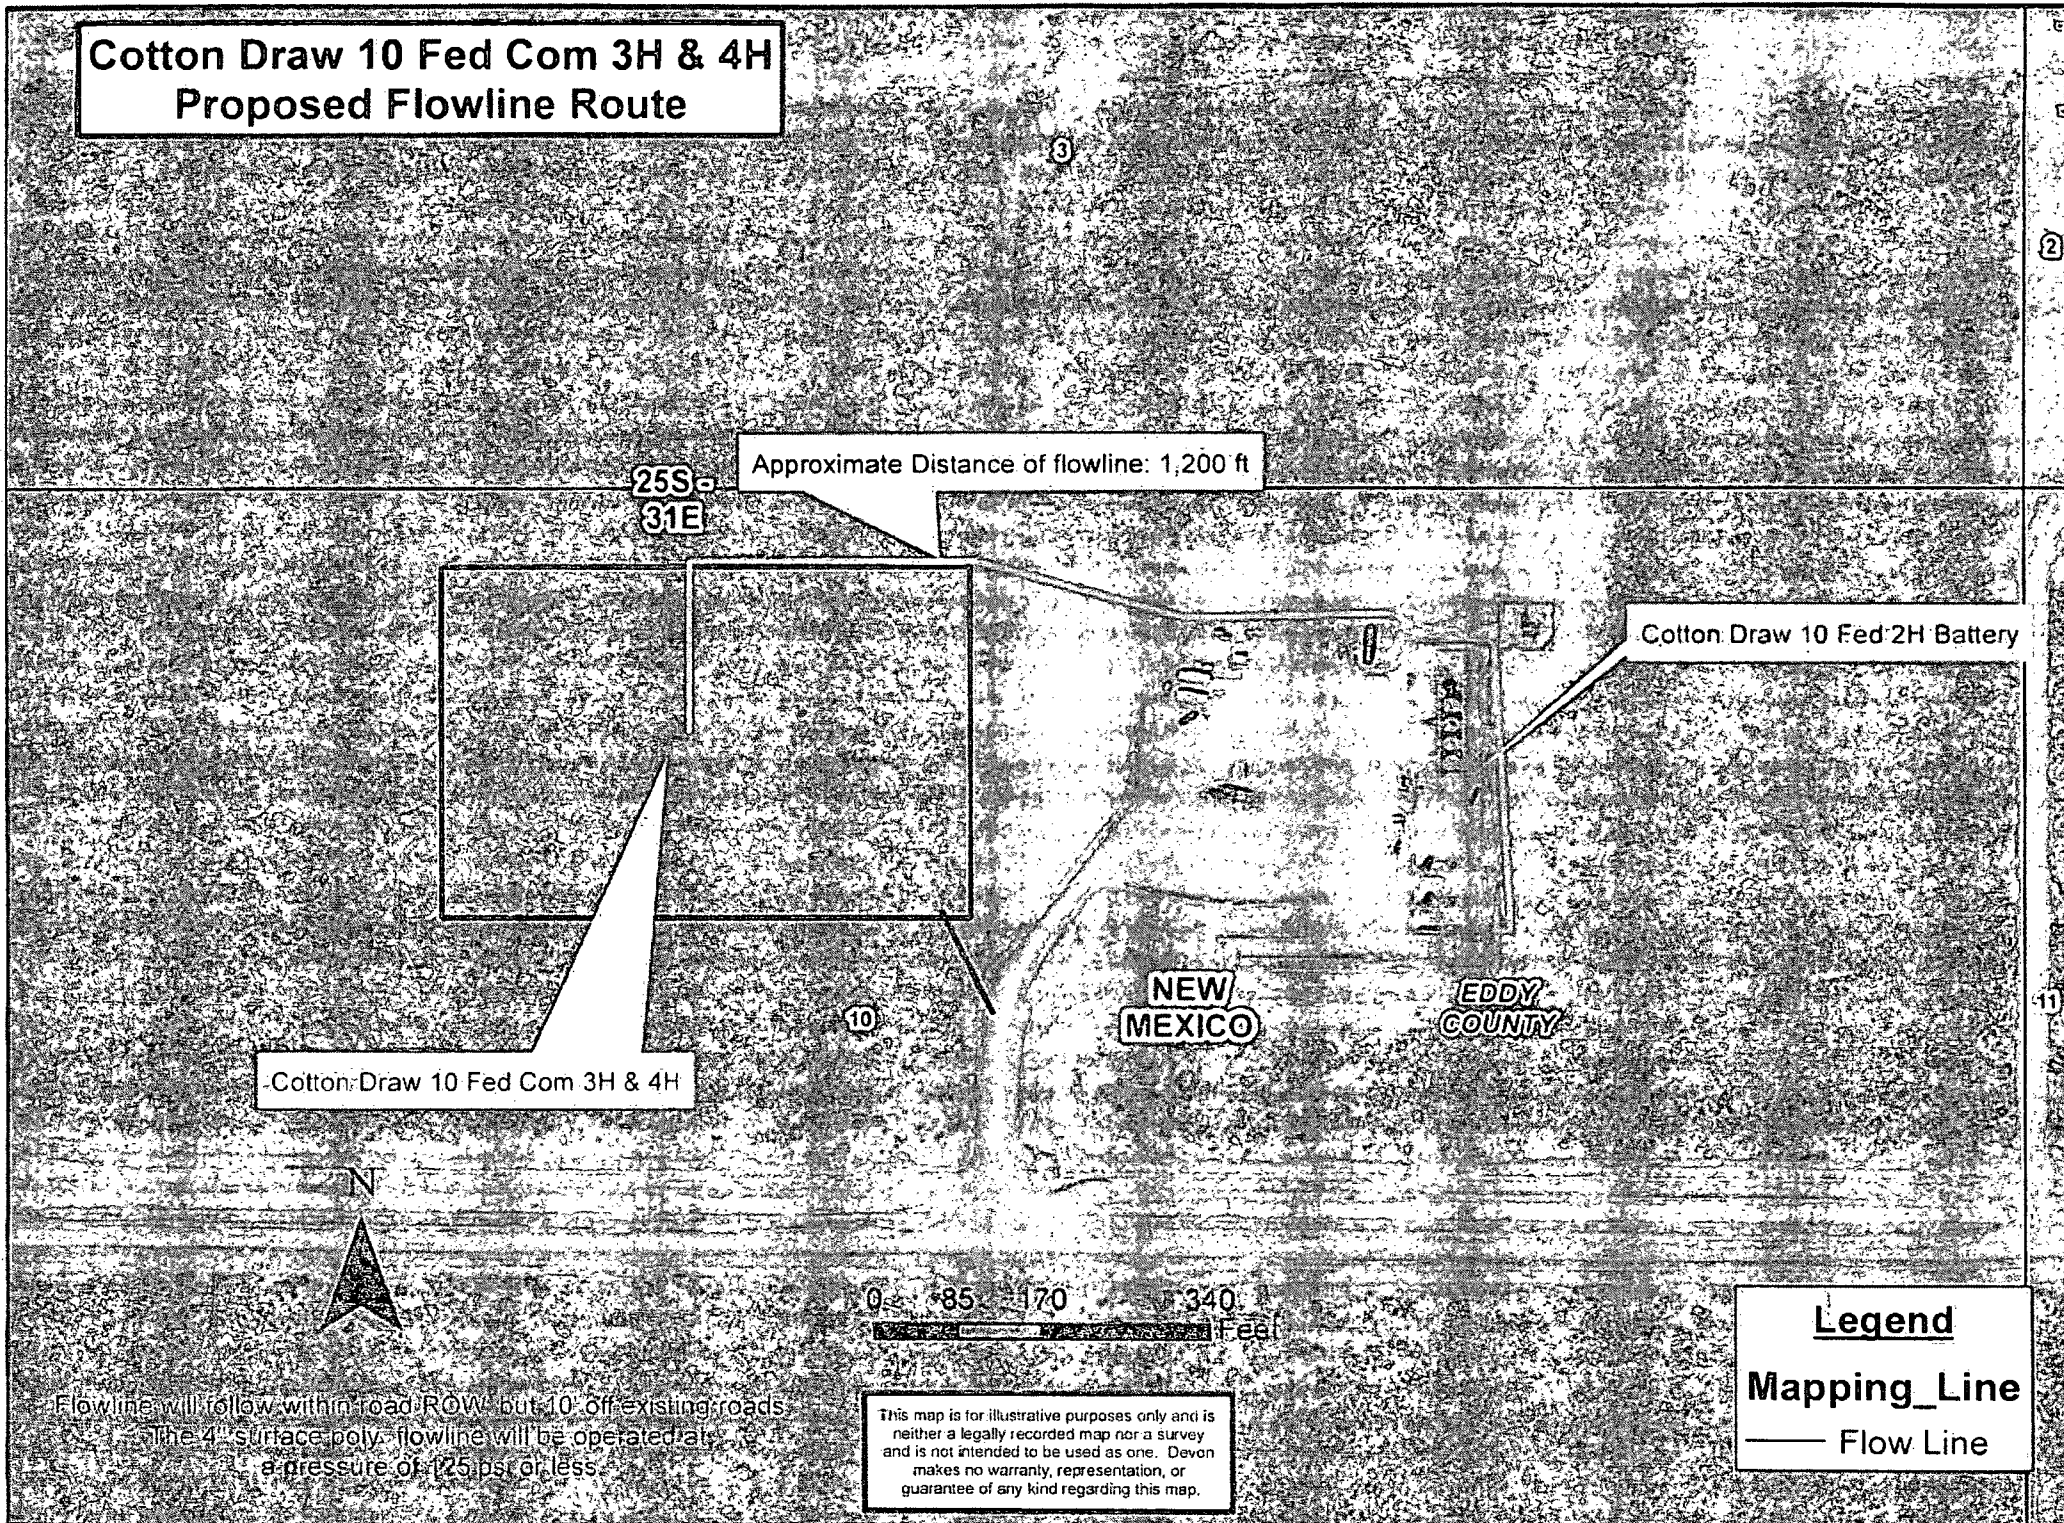 Cotton Draw 10 Fed Com 3H & 4H
Proposed Flowline Route
3
2
Approximate Distance of flowline: 1,200 ft
25S -
31E
Cotton Draw 10 Fed 2H Battery
NEW
MEXICO
EDDY
COUNTY
10
11
Cotton Draw 10 Fed Com 3H & 4H
N
0 85 170 340
Feet
Flowline will follow within road ROW but 10' off existing roads.
The 4" surface poly flowline will be operated at
a pressure of 125 psi or less.
This map is for illustrative purposes only and is
neither a legally recorded map nor a survey
and is not intended to be used as one. Devon
makes no warranty, representation, or
guarantee of any kind regarding this map.
Legend
Mapping_Line
Flow Line